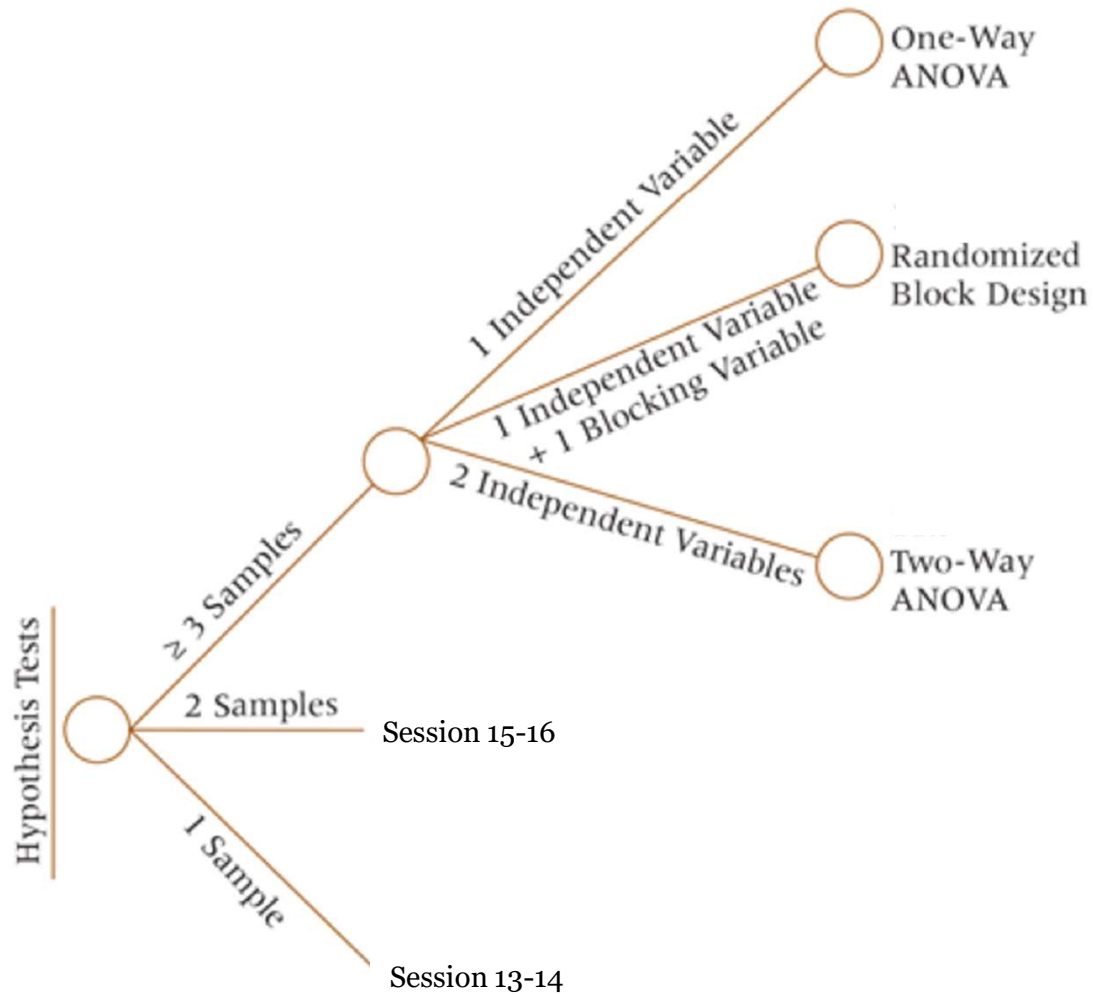 One-Way
ANOVA
1 Independent Variable
Randomized
Block Design
1 Independent Variable
+ 1 Blocking Variable
2 Independent Variables
Two-Way
ANOVA
≥ 3 Samples
Hypothesis Tests
2 Samples
Session 15-16
1 Sample
Session 13-14